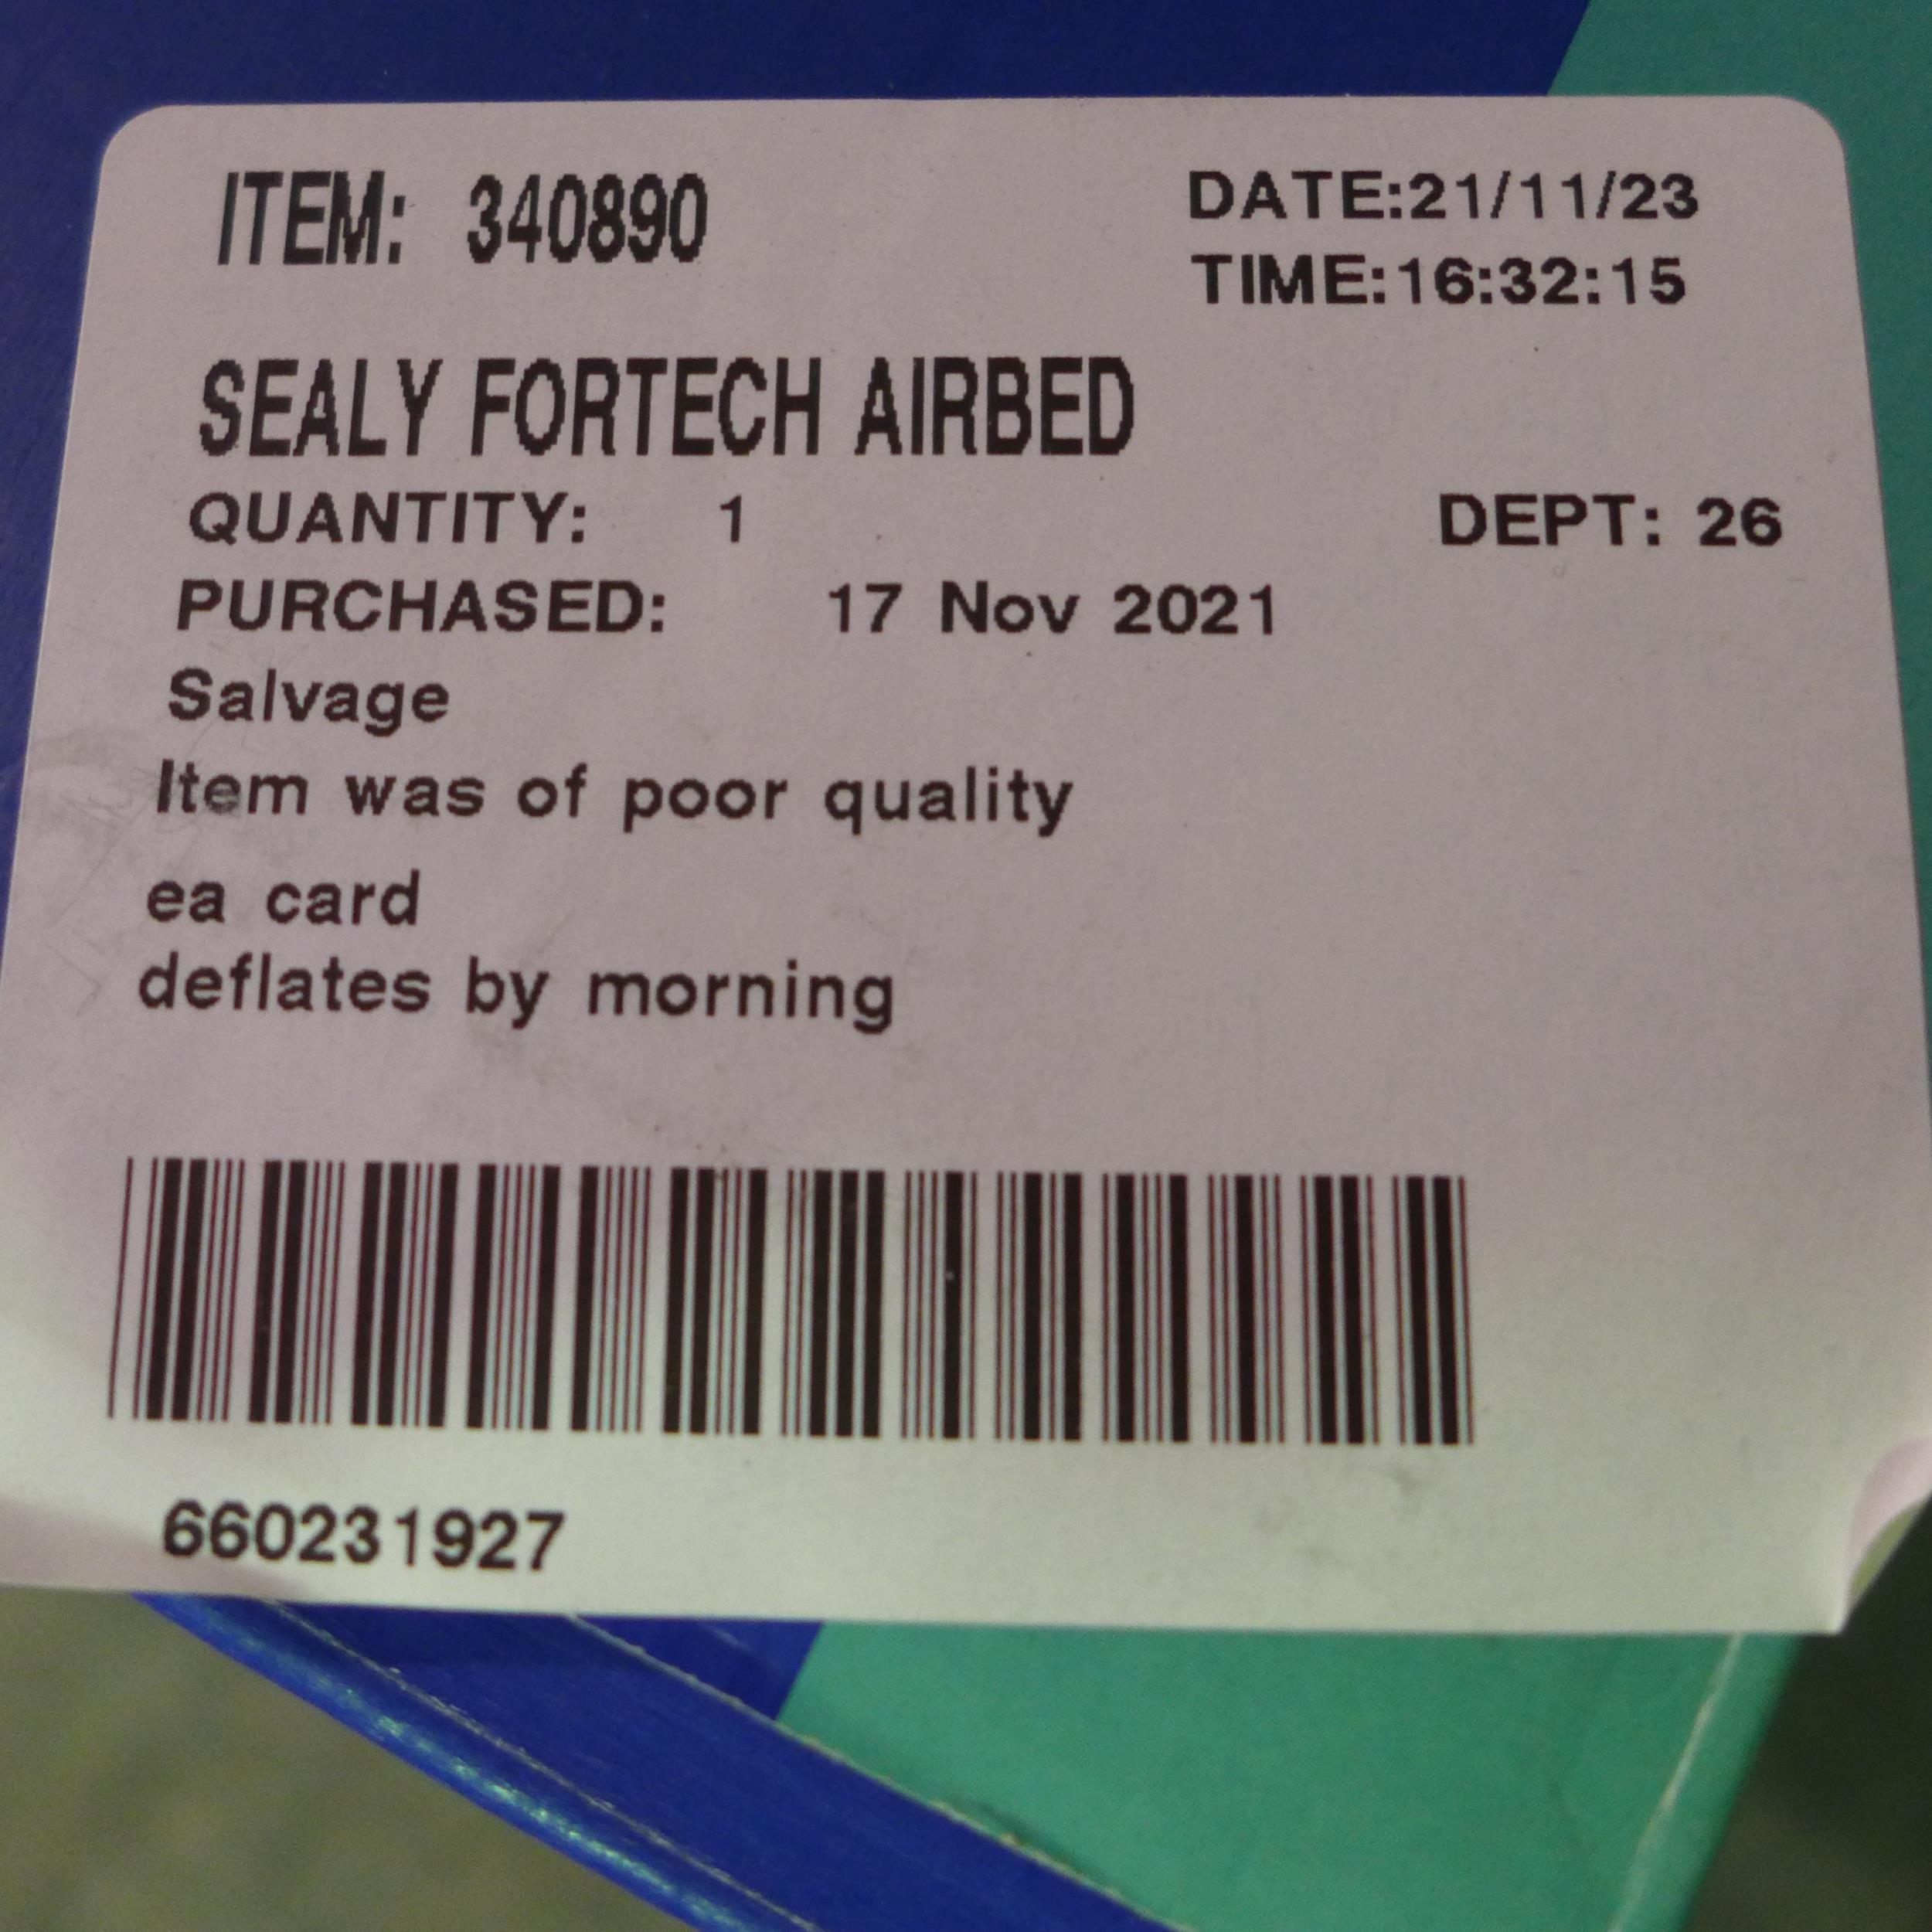 ITEM: 340890
DATE:21/11/23
TIME:16:32:15
SEALY FORTECH AIRBED
QUANTITY: 1
DEPT: 26
PURCHASED: 17 Nov 2021
Salvage
Item was of poor quality
ea card
deflates by morning
660231927